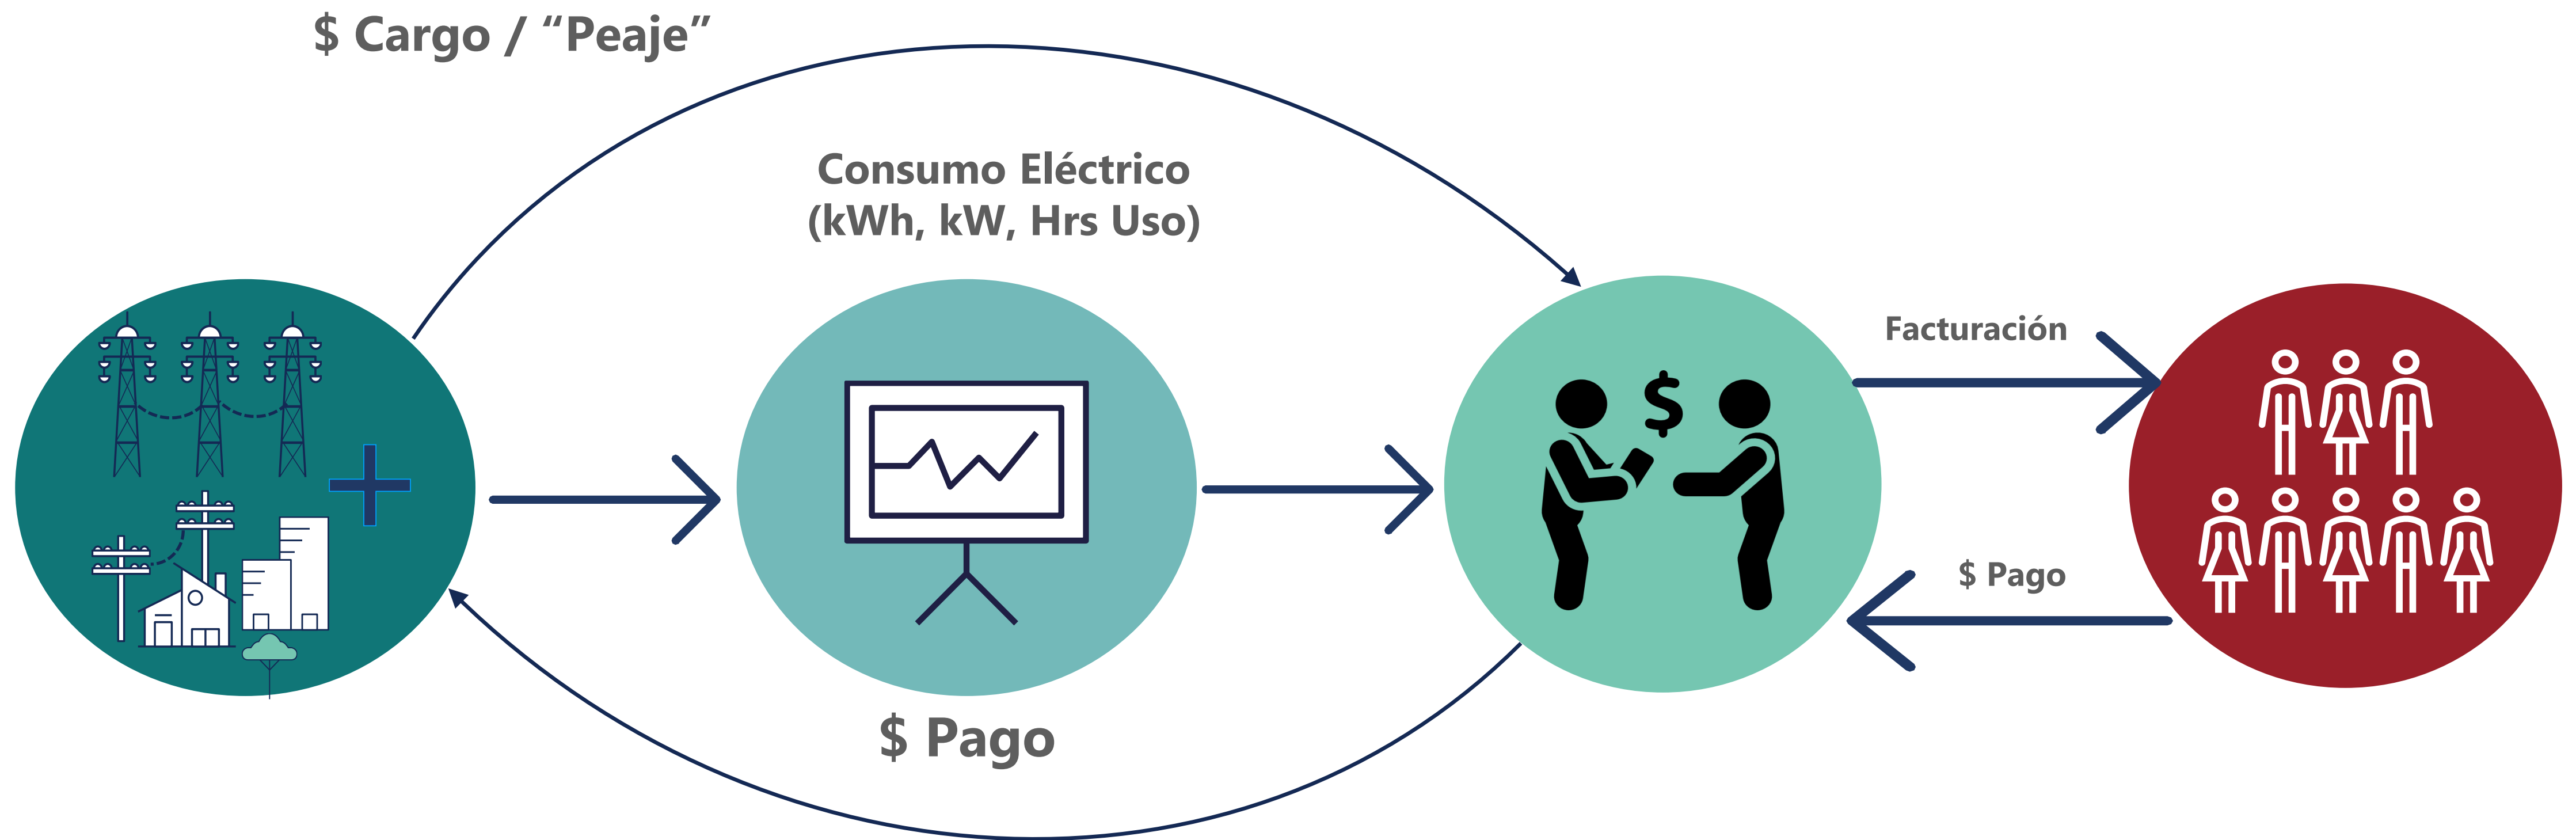 $ Cargo / “Peaje”
Consumo Eléctrico
(kWh, kW, Hrs Uso)
Facturación
$ Pago
$ Pago
$